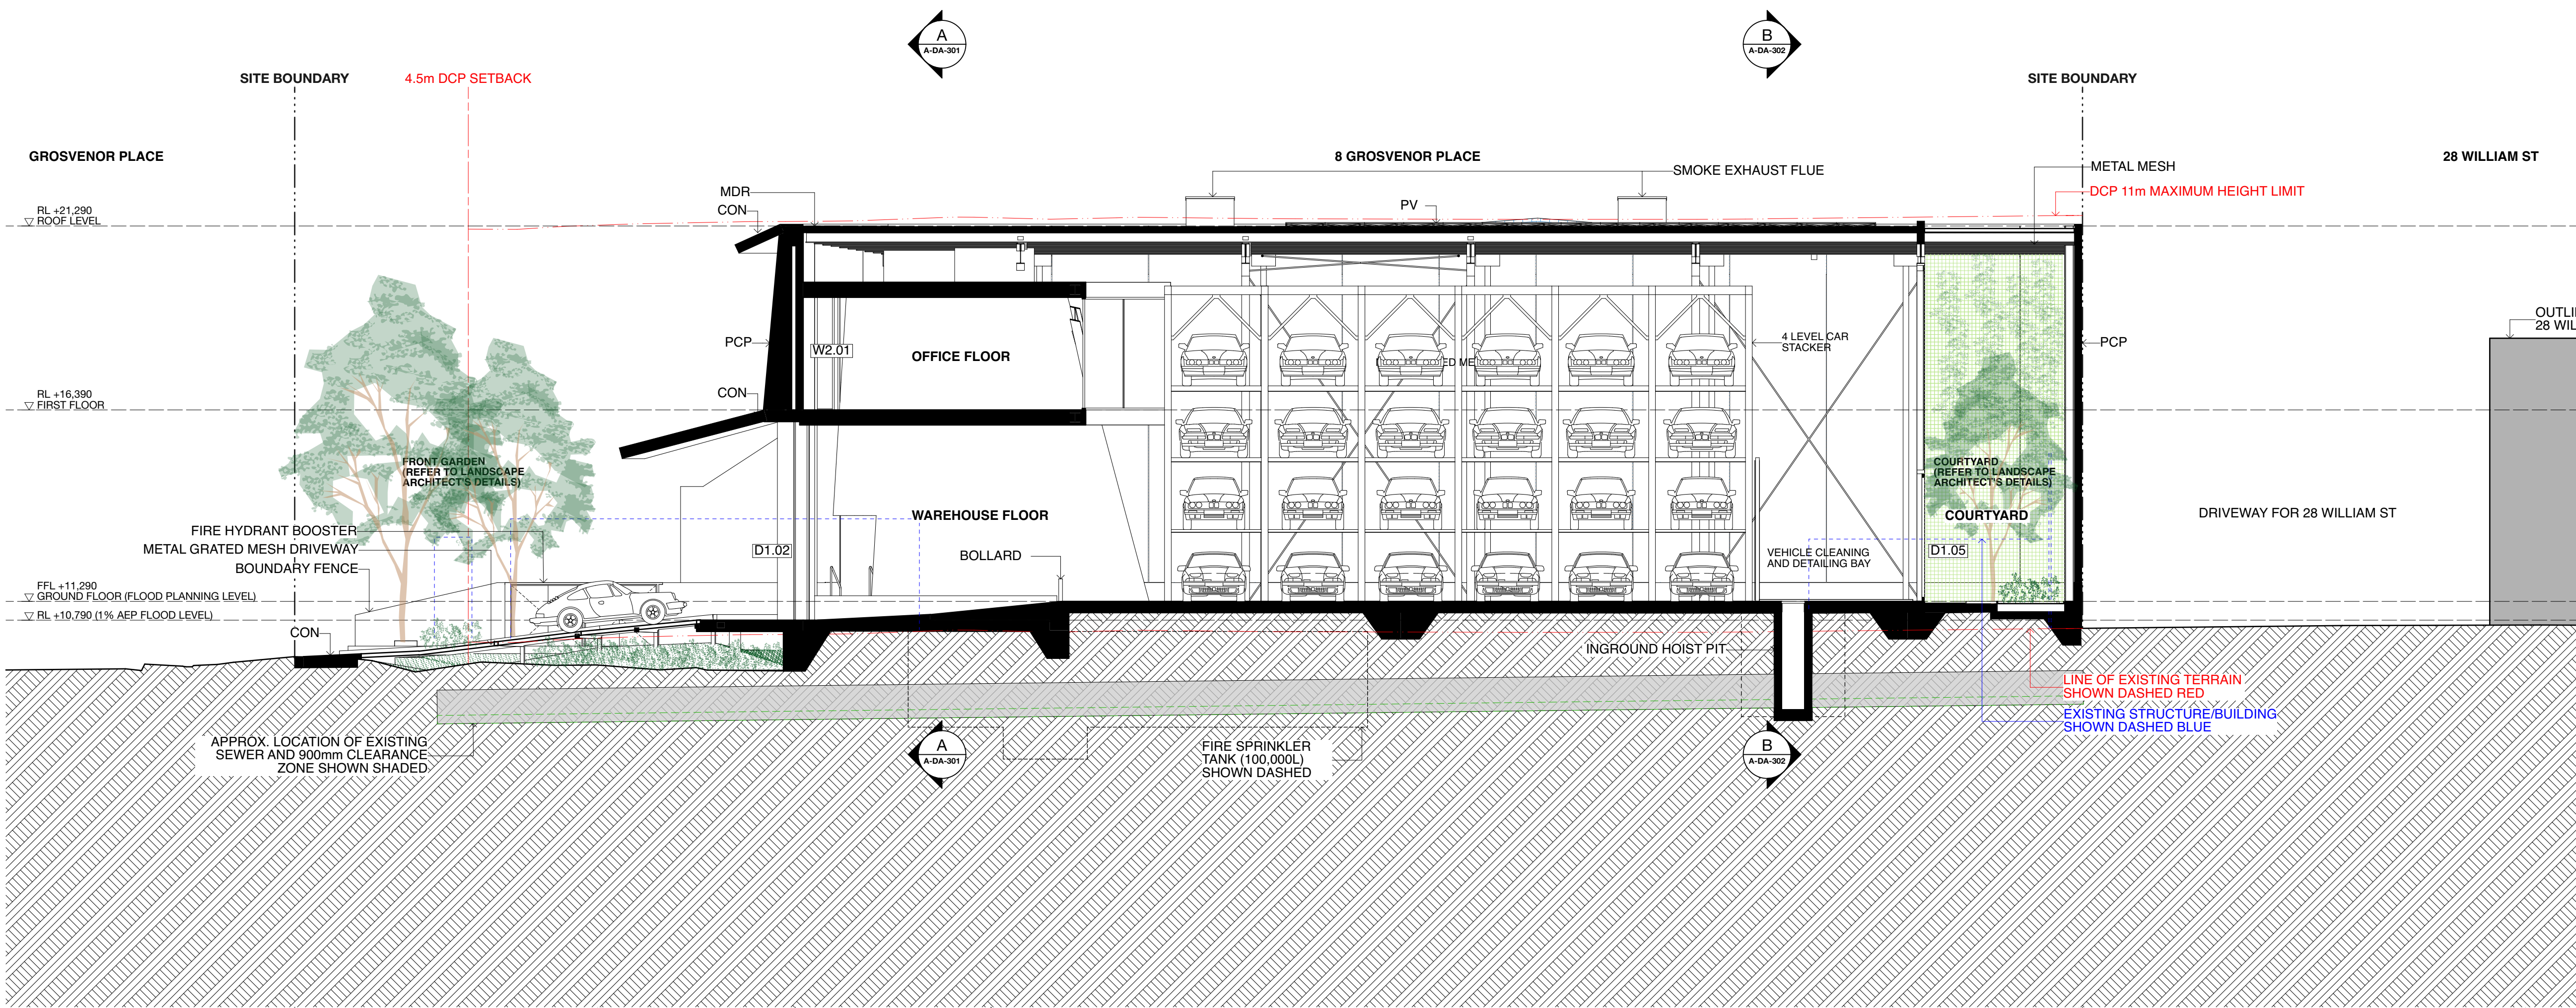 A
A-DA-301
B
A-DA-302
SITE BOUNDARY
4.5m DCP SETBACK
SITE BOUNDARY
GROSVENOR PLACE
8 GROSVENOR PLACE
28 WILLIAM ST
SMOKE EXHAUST FLUE
METAL MESH
DCP 11m MAXIMUM HEIGHT LIMIT
MDR
CON
PV
RL +21,290
ROOF LEVEL
OUTLI
28 WIL
PCP
W2.01
OFFICE FLOOR
ED ME
4 LEVEL CAR
STACKER
PCP
RL +16,390
FIRST FLOOR
CON
FRONT GARDEN
(REFER TO LANDSCAPE
ARCHITECT'S DETAILS)
COURTYARD
(REFER TO LANDSCAPE
ARCHITECT'S DETAILS)
WAREHOUSE FLOOR
COURTYARD
DRIVEWAY FOR 28 WILLIAM ST
FIRE HYDRANT BOOSTER
METAL GRATED MESH DRIVEWAY
BOUNDARY FENCE
D1.02
BOLLARD
VEHICLE CLEANING
AND DETAILING BAY
D1.05
FFL +11,290
GROUND FLOOR (FLOOD PLANNING LEVEL)
RL +10,790 (1% AEP FLOOD LEVEL)
CON
INGROUND HOIST PIT
LINE OF EXISTING TERRAIN
SHOWN DASHED RED
EXISTING STRUCTURE/BUILDING
SHOWN DASHED BLUE
APPROX. LOCATION OF EXISTING
SEWER AND 900mm CLEARANCE
ZONE SHOWN SHADED
A
A-DA-301
FIRE SPRINKLER
TANK (100,000L)
SHOWN DASHED
B
A-DA-302